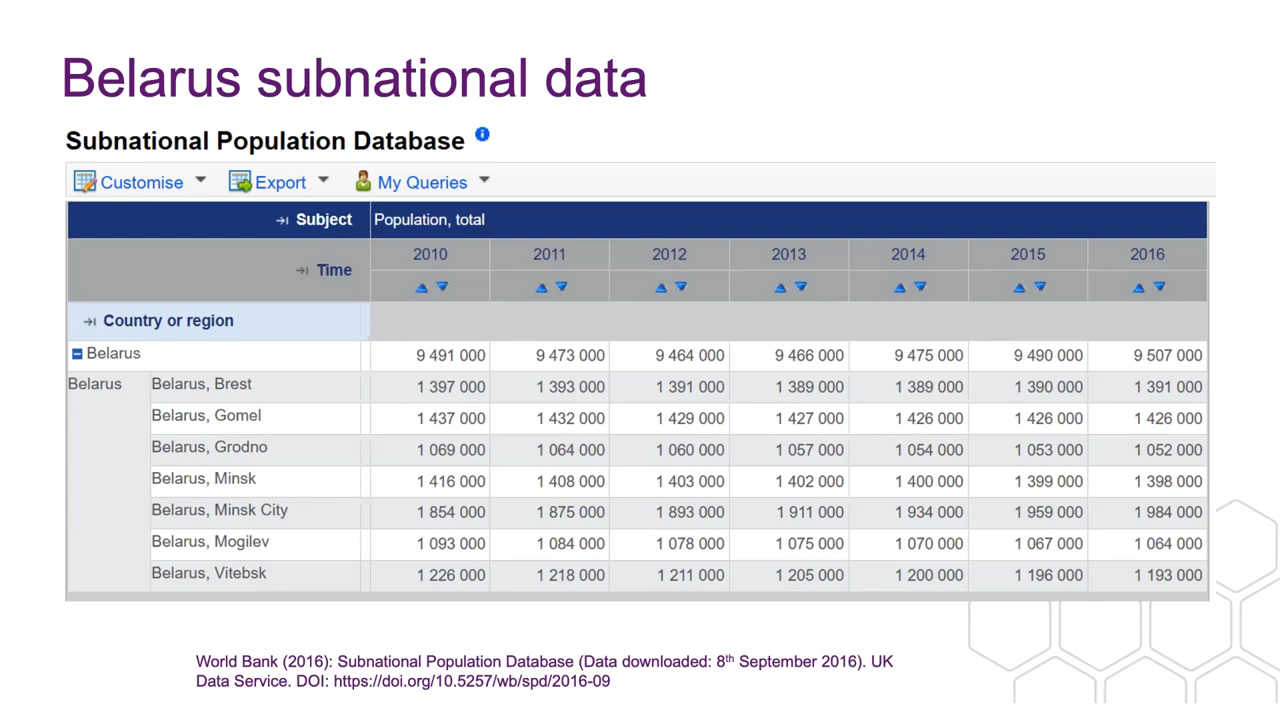 Belarus subnational data
Subnational Population Database
Customise Export My Queries
Subject Population, total
Time 2010 2011 2012 2013 2014 2015 2016
Country or region
Belarus 9 491 000 9 473 000 9 464 000 9 466 000 9 475 000 9 490 000 9 507 000
Belarus Belarus, Brest 1 397 000 1 393 000 1 391 000 1 389 000 1 389 000 1 390 000 1 391 000
Belarus, Gomel 1 437 000 1 432 000 1 429 000 1 427 000 1 426 000 1 426 000 1 426 000
Belarus, Grodno 1 069 000 1 064 000 1 060 000 1 057 000 1 054 000 1 053 000 1 052 000
Belarus, Minsk 1 416 000 1 408 000 1 403 000 1 402 000 1 400 000 1 399 000 1 398 000
Belarus, Minsk City 1 854 000 1 875 000 1 893 000 1 911 000 1 934 000 1 959 000 1 984 000
Belarus, Mogilev 1 093 000 1 084 000 1 078 000 1 075 000 1 070 000 1 067 000 1 064 000
Belarus, Vitebsk 1 226 000 1 218 000 1 211 000 1 205 000 1 200 000 1 196 000 1 193 000
World Bank (2016): Subnational Population Database (Data downloaded: 8th September 2016). UK
Data Service. DOI: https://doi.org/10.5257/wb/spd/2016-09